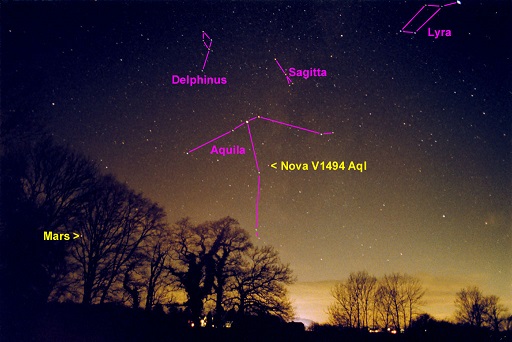 Lyra
Sagitta
Delphinus
Aquila
< Nova V1494 Aql
Mars >